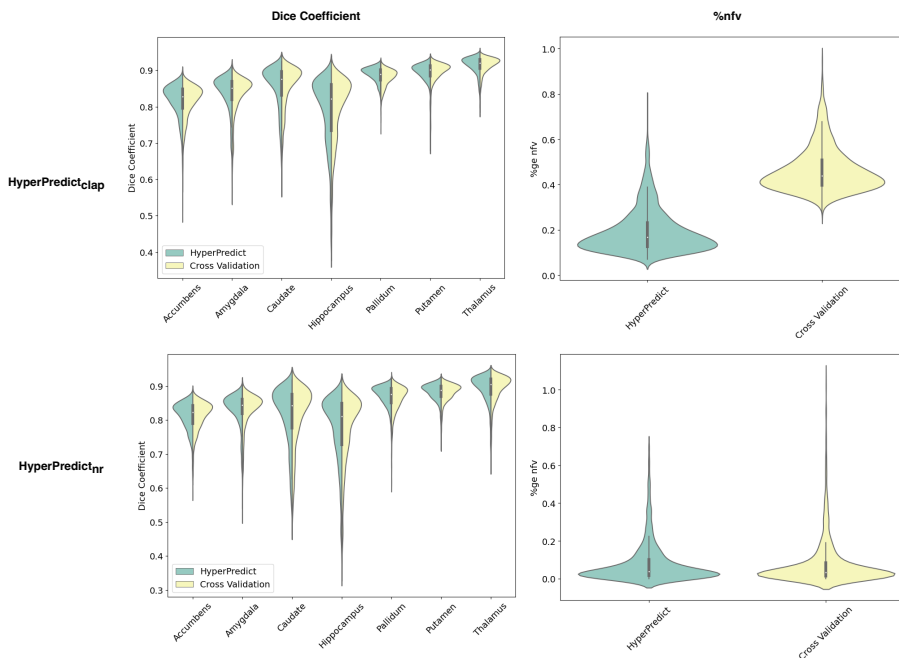 Dice Coefficient
%nfv
HyperPredict_clap
Dice Coefficient
0.9
0.8
0.7
0.6
0.5
0.4
HyperPredict
Cross Validation
Accumbens
Amygdala
Caudate
Hippocampus
Pallidum
Putamen
Thalamus
%ge nfv
1.0
0.8
0.6
0.4
0.2
0.0
HyperPredict
Cross Validation
HyperPredict_nr
Dice Coefficient
0.9
0.8
0.7
0.6
0.5
0.4
0.3
HyperPredict
Cross Validation
Accumbens
Amygdala
Caudate
Hippocampus
Pallidum
Putamen
Thalamus
%ge nfv
1.0
0.8
0.6
0.4
0.2
0.0
HyperPredict
Cross Validation